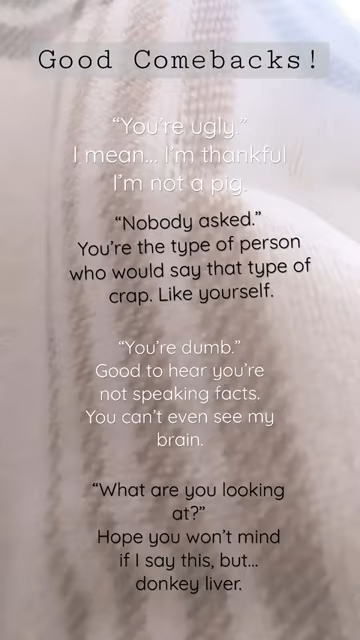 Good Comebacks!
“You’re ugly.”
I mean... I’m thankful
I’m not a pig.
“Nobody asked.”
You’re the type of person
who would say that type of
crap. Like yourself.
“You’re dumb.”
Good to hear you’re
not speaking facts.
You can’t even see my
brain.
“What are you looking
at?”
Hope you won’t mind
if I say this, but...
donkey liver.